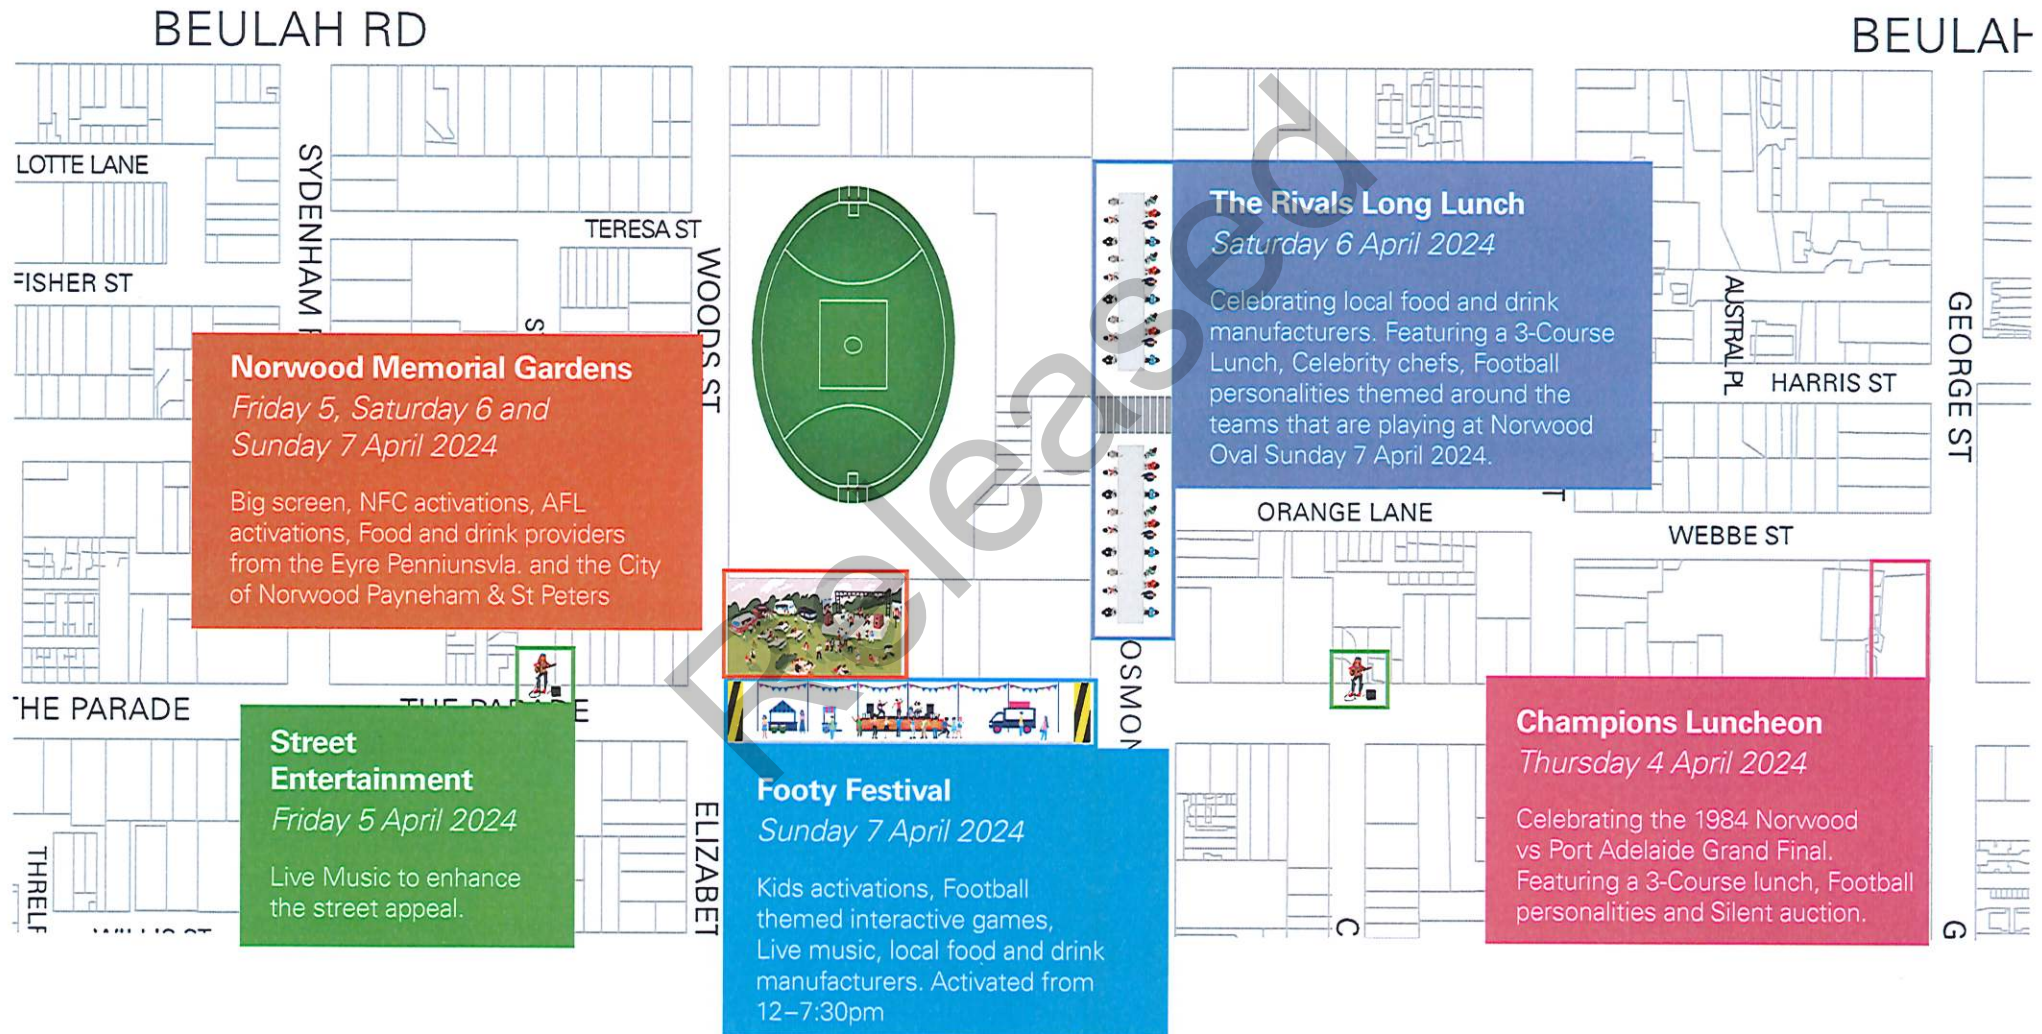 BEULAH RD
BEULAH
LOTTE LANE
FISHER ST
SYDENHAM
TERESA ST
WOODS ST
AUSTRAL PL
HARRIS ST
GEORGE ST
ORANGE LANE
WEBBE ST
The Rivals Long Lunch
Saturday 6 April 2024
Celebrating local food and drink
manufacturers. Featuring a 3-Course
Lunch, Celebrity chefs, Football
personalities themed around the
teams that are playing at Norwood
Oval Sunday 7 April 2024.
Norwood Memorial Gardens
Friday 5, Saturday 6 and
Sunday 7 April 2024
Big screen, NFC activations, AFL
activations, Food and drink providers
from the Eyre Penniunsvla. and the City
of Norwood Payneham & St Peters
Released
THE PARADE
THE PARADE
OSMON
Street
Entertainment
Friday 5 April 2024
Live Music to enhance
the street appeal.
THRELF
WILLIS ST
ELIZABET
Footy Festival
Sunday 7 April 2024
Kids activations, Football
themed interactive games,
Live music, local food and drink
manufacturers. Activated from
12–7:30pm
C
Champions Luncheon
Thursday 4 April 2024
Celebrating the 1984 Norwood
vs Port Adelaide Grand Final.
Featuring a 3-Course lunch, Football
personalities and Silent auction.
G